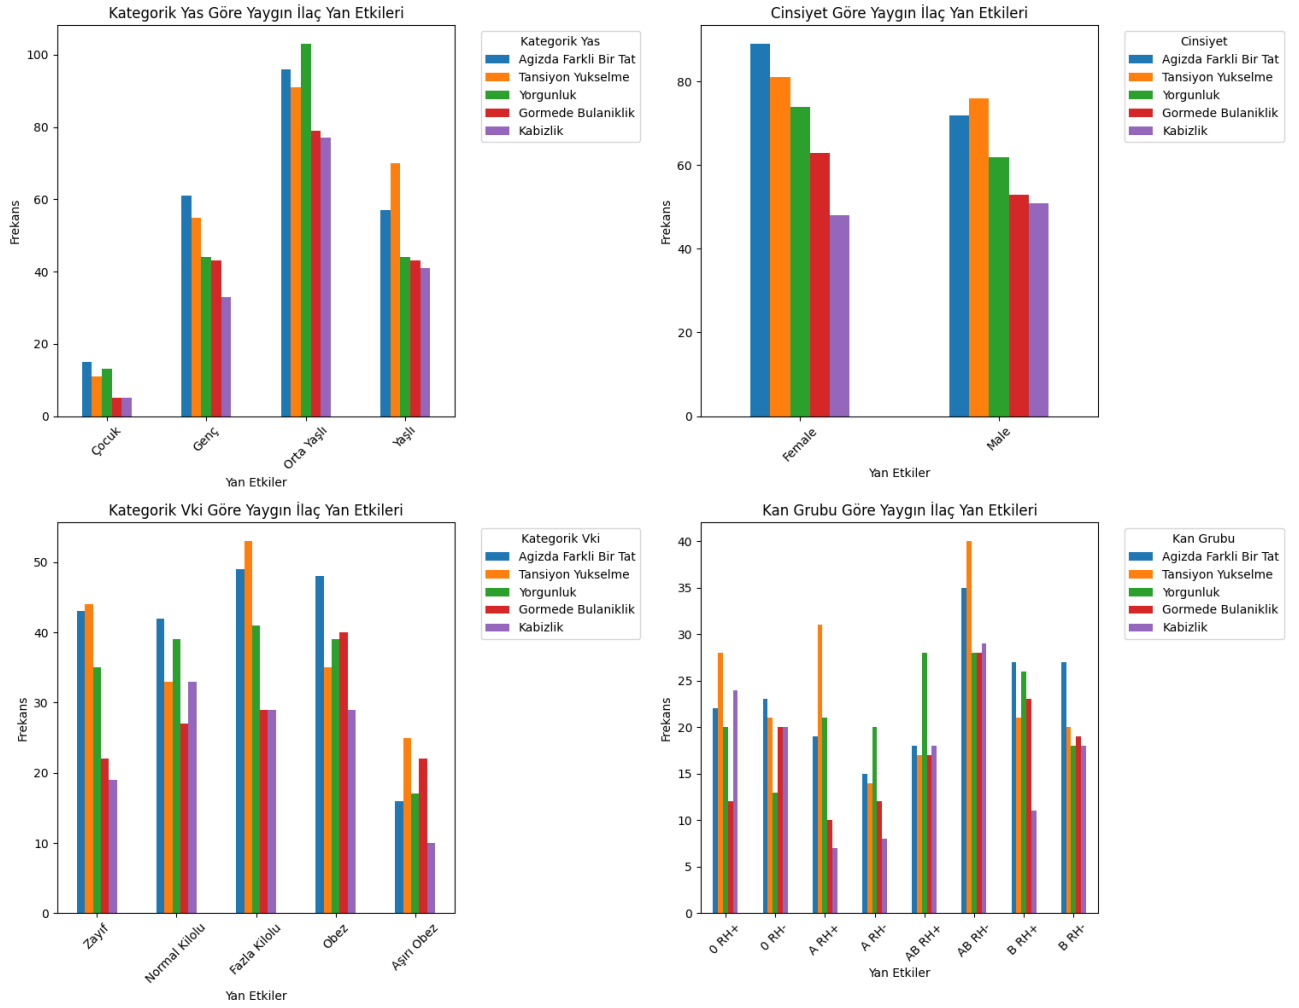 Kategorik Yas Göre Yaygın İlaç Yan Etkileri
Frekans
100
80
60
40
20
0
Çocuk
Genç
Orta Yaşlı
Yaşlı
Yan Etkiler
Kategorik Yas
Agizda Farkli Bir Tat
Tansiyon Yukselme
Yorgunluk
Gormede Bulaniklik
Kabizlik
Cinsiyet Göre Yaygın İlaç Yan Etkileri
Frekans
80
60
40
20
0
Female
Male
Yan Etkiler
Cinsiyet
Agizda Farkli Bir Tat
Tansiyon Yukselme
Yorgunluk
Gormede Bulaniklik
Kabizlik
Kategorik Vki Göre Yaygın İlaç Yan Etkileri
Frekans
50
40
30
20
10
0
Zayıf
Normal Kilolu
Fazla Kilolu
Obez
Aşırı Obez
Yan Etkiler
Kategorik Vki
Agizda Farkli Bir Tat
Tansiyon Yukselme
Yorgunluk
Gormede Bulaniklik
Kabizlik
Kan Grubu Göre Yaygın İlaç Yan Etkileri
Frekans
40
35
30
25
20
15
10
5
0
0 RH+
0 RH-
A RH+
A RH-
AB RH+
AB RH-
B RH+
B RH-
Yan Etkiler
Kan Grubu
Agizda Farkli Bir Tat
Tansiyon Yukselme
Yorgunluk
Gormede Bulaniklik
Kabizlik